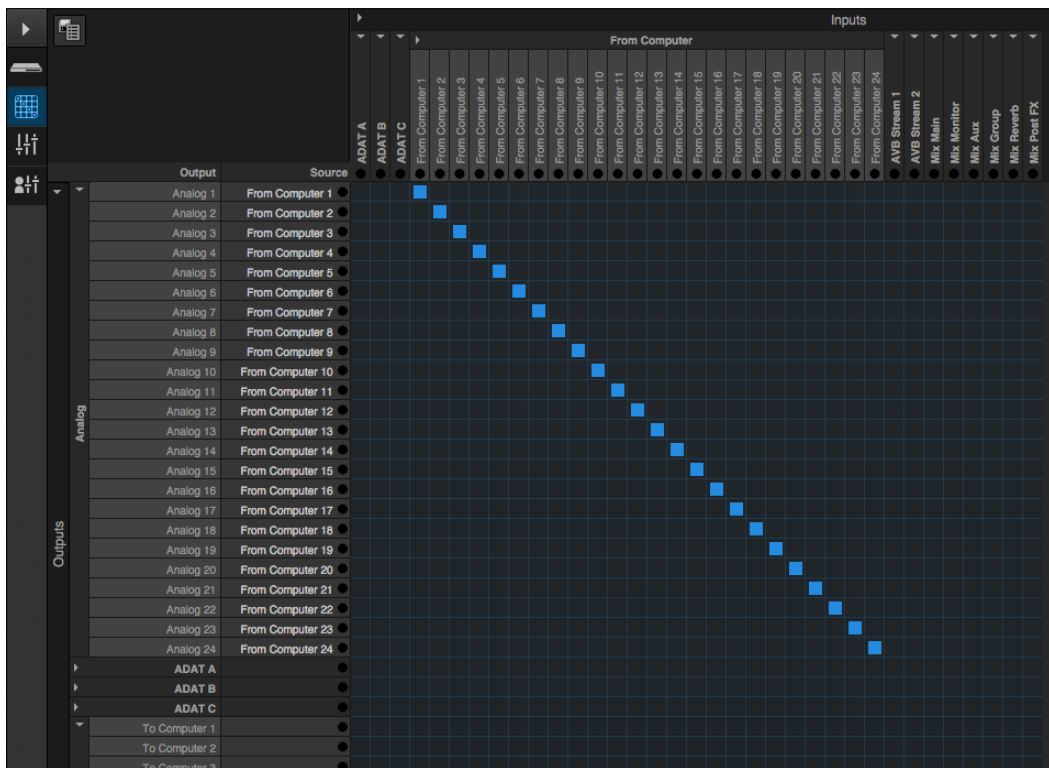 Inputs
From Computer
ADAT A
ADAT B
ADAT C
From Computer 1
From Computer 2
From Computer 3
From Computer 4
From Computer 5
From Computer 6
From Computer 7
From Computer 8
From Computer 9
From Computer 10
From Computer 11
From Computer 12
From Computer 13
From Computer 14
From Computer 15
From Computer 16
From Computer 17
From Computer 18
From Computer 19
From Computer 20
From Computer 21
From Computer 22
From Computer 23
From Computer 24
AVB Stream 1
AVB Stream 2
Mix Main
Mix Monitor
Mix Aux
Mix Group
Mix Reverb
Mix Post FX
Output Source
Outputs
Analog
Analog 1 From Computer 1
Analog 2 From Computer 2
Analog 3 From Computer 3
Analog 4 From Computer 4
Analog 5 From Computer 5
Analog 6 From Computer 6
Analog 7 From Computer 7
Analog 8 From Computer 8
Analog 9 From Computer 9
Analog 10 From Computer 10
Analog 11 From Computer 11
Analog 12 From Computer 12
Analog 13 From Computer 13
Analog 14 From Computer 14
Analog 15 From Computer 15
Analog 16 From Computer 16
Analog 17 From Computer 17
Analog 18 From Computer 18
Analog 19 From Computer 19
Analog 20 From Computer 20
Analog 21 From Computer 21
Analog 22 From Computer 22
Analog 23 From Computer 23
Analog 24 From Computer 24
ADAT A
ADAT B
ADAT C
To Computer 1
To Computer 2
To Computer 3